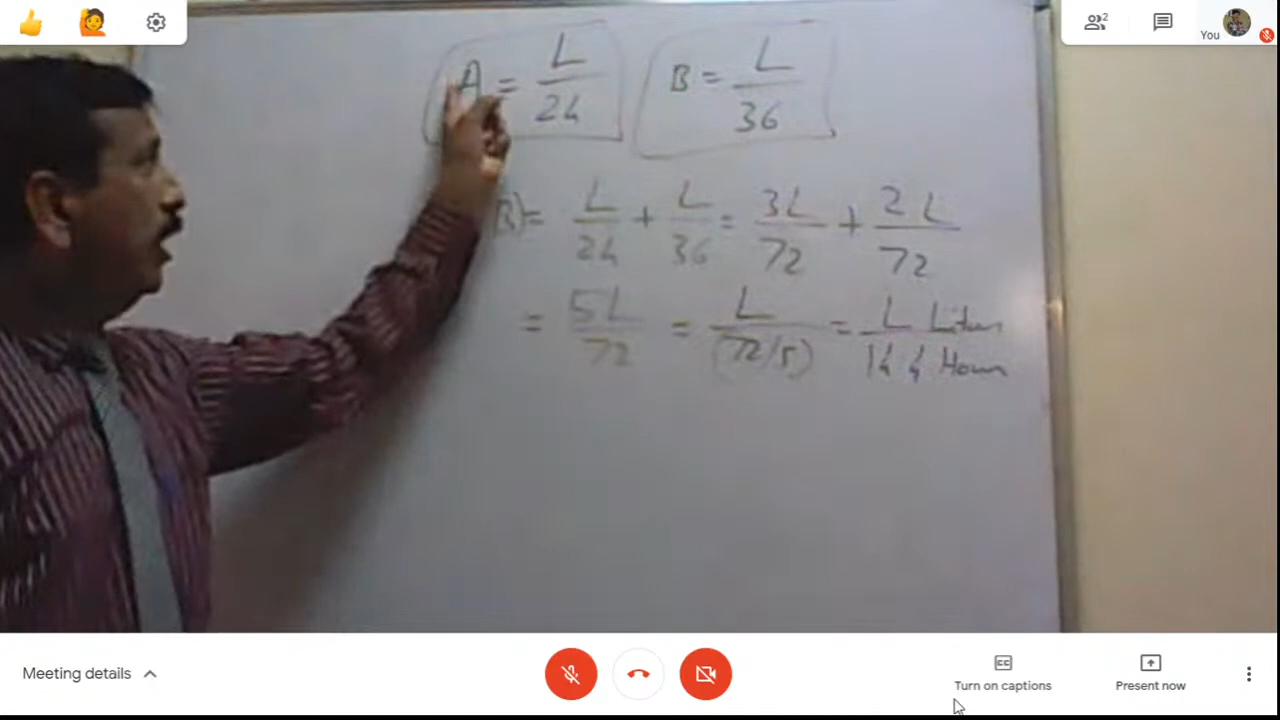 2
You
A = L/24 B = L/36
B) = L/24 + L/36 = 3L/72 + 2L/72
= 5L/72 = L/(72/5) = L Liters/14.4 Hours
Meeting details
Turn on captions
Present now